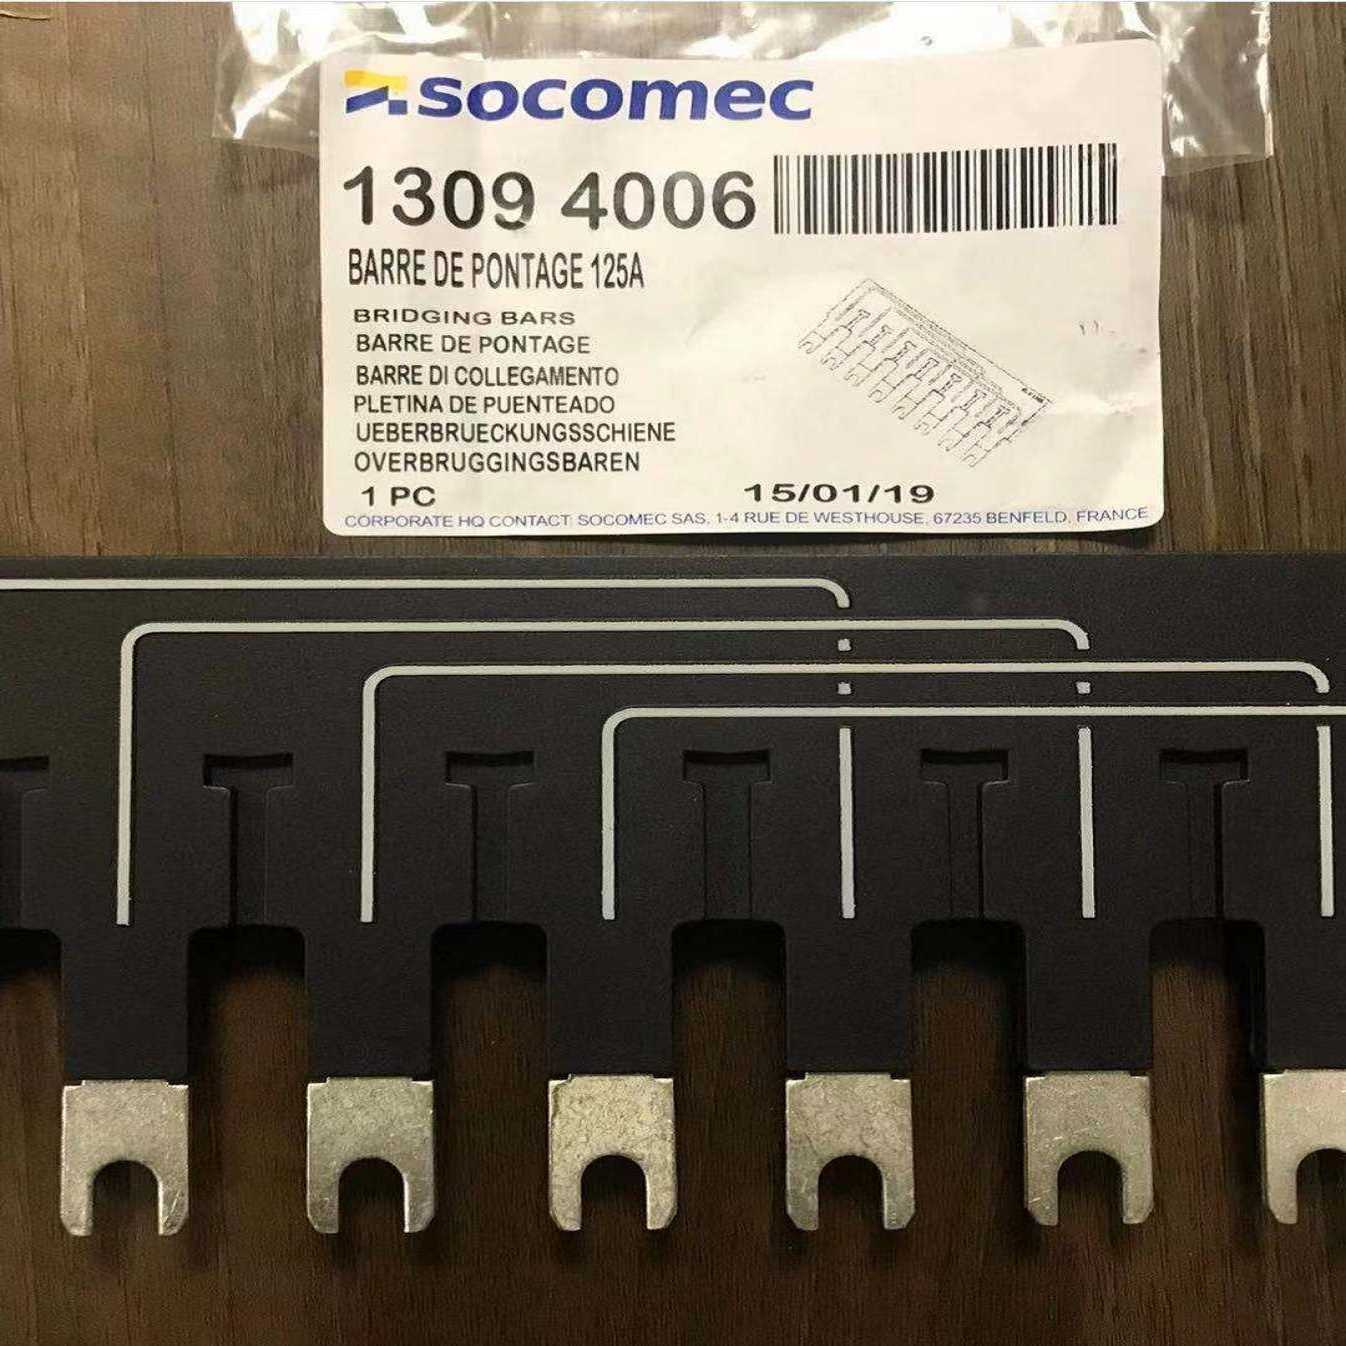 socomec
1309 4006
BARRE DE PONTAGE 125A
BRIDGING BARS
BARRE DE PONTAGE
BARRE DI COLLEGAMENTO
PLETINA DE PUENTEADO
UEBERBRUECKUNGSSCHIENE
OVERBRUGGINGSBAREN
1 PC
15/01/19
CORPORATE HQ CONTACT: SOCOMEC SAS, 1-4 RUE DE WESTHOUSE, 67235 BENFELD, FRANCE